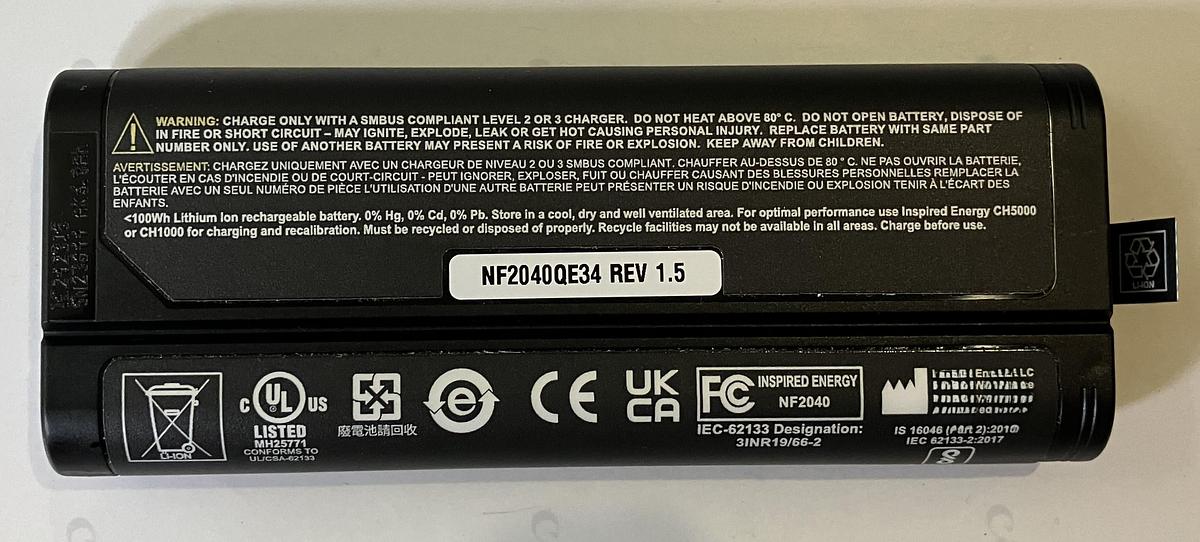 WARNING: CHARGE ONLY WITH A SMBUS COMPLIANT LEVEL 2 OR 3 CHARGER. DO NOT HEAT ABOVE 80° C. DO NOT OPEN BATTERY, DISPOSE OF
IN FIRE OR SHORT CIRCUIT – MAY IGNITE, EXPLODE, LEAK OR GET HOT CAUSING PERSONAL INJURY. REPLACE BATTERY WITH SAME PART
NUMBER ONLY. USE OF ANOTHER BATTERY MAY PRESENT A RISK OF FIRE OR EXPLOSION. KEEP AWAY FROM CHILDREN.
AVERTISSEMENT: CHARGEZ UNIQUEMENT AVEC UN CHARGEUR DE NIVEAU 2 OU 3 SMBUS COMPLIANT. CHAUFFER AU-DESSUS DE 80 ° C. NE PAS OUVRIR LA BATTERIE,
L'ÉCOUTER EN CAS D'INCENDIE OU DE COURT-CIRCUIT - PEUT IGNORER, EXPLOSER, FUIT OU CHAUFFER CAUSANT DES BLESSURES PERSONNELLES REMPLACER LA
BATTERIE AVEC UN SEUL NUMÉRO DE PIÈCE L'UTILISATION D'UNE AUTRE BATTERIE PEUT PRÉSENTER UN RISQUE D'INCENDIE OU EXPLOSION TENIR À L'ÉCART DES
ENFANTS.
<100Wh Lithium Ion rechargeable battery. 0% Hg, 0% Cd, 0% Pb. Store in a cool, dry and well ventilated area. For optimal performance use Inspired Energy CH5000
or CH1000 for charging and recalibration. Must be recycled or disposed of properly. Recycle facilities may not be available in all areas. Charge before use.
NF2040QE34 REV 1.5
LI-ION
LI-ION
C UL US
LISTED
MH25771
CONFORMS TO
UL/CSA-62133
廢電池請回收
e
CE
UK
CA
FC INSPIRED ENERGY
NF2040
IEC-62133 Designation:
3INR19/66-2
IS 16046 (Part 2):2018
IEC 62133-2:2017